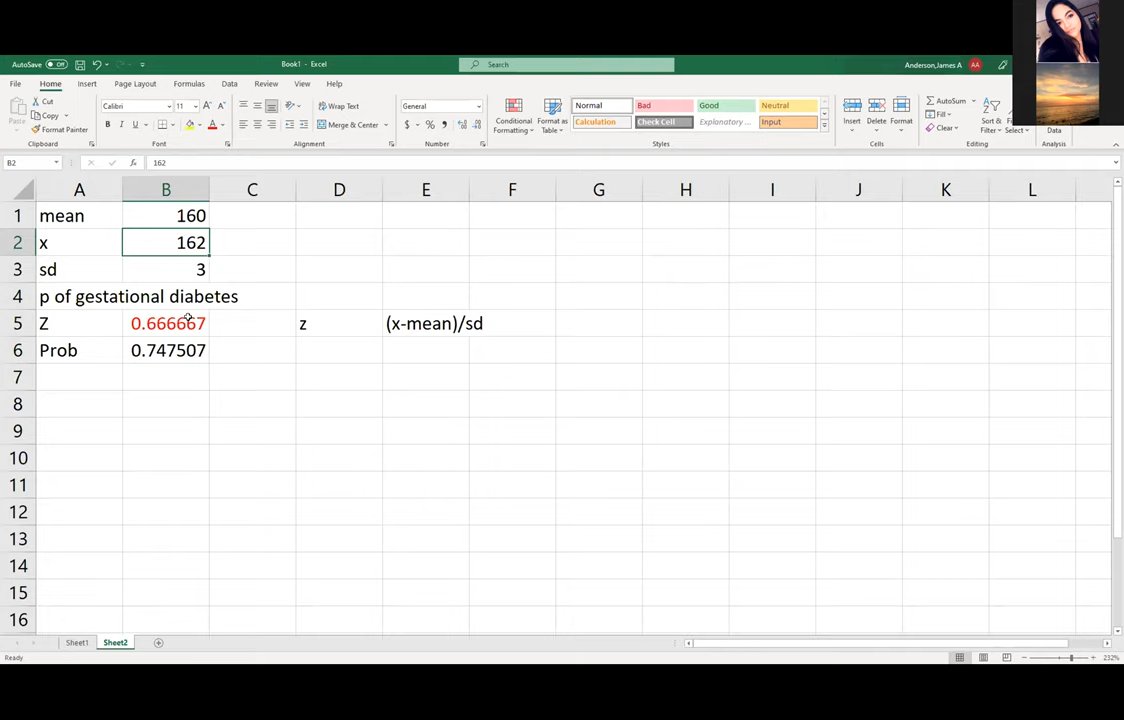 AutoSave Off Book1 - Excel Search Anderson,James A AA
File Home Insert Page Layout Formulas Data Review View Help
Paste Cut Copy Format Painter Clipboard
Calibri 11 A A B I U A Font
Wrap Text Merge & Center Alignment
General $ % , Number
Conditional Formatting Format as Table
Normal Bad Good Neutral
Calculation Check Cell Explanatory ... Input
Styles
Insert Delete Format Cells
AutoSum Fill Clear Sort & Filter Find & Select Editing
Data Analysis
B2 fx 162
A B C D E F G H I J K L
1 mean 160
2 x 162
3 sd 3
4 p of gestational diabetes
5 Z 0.666667 z (x-mean)/sd
6 Prob 0.747507
7
8
9
10
11
12
13
14
15
16
Sheet1 Sheet2
Ready 232%